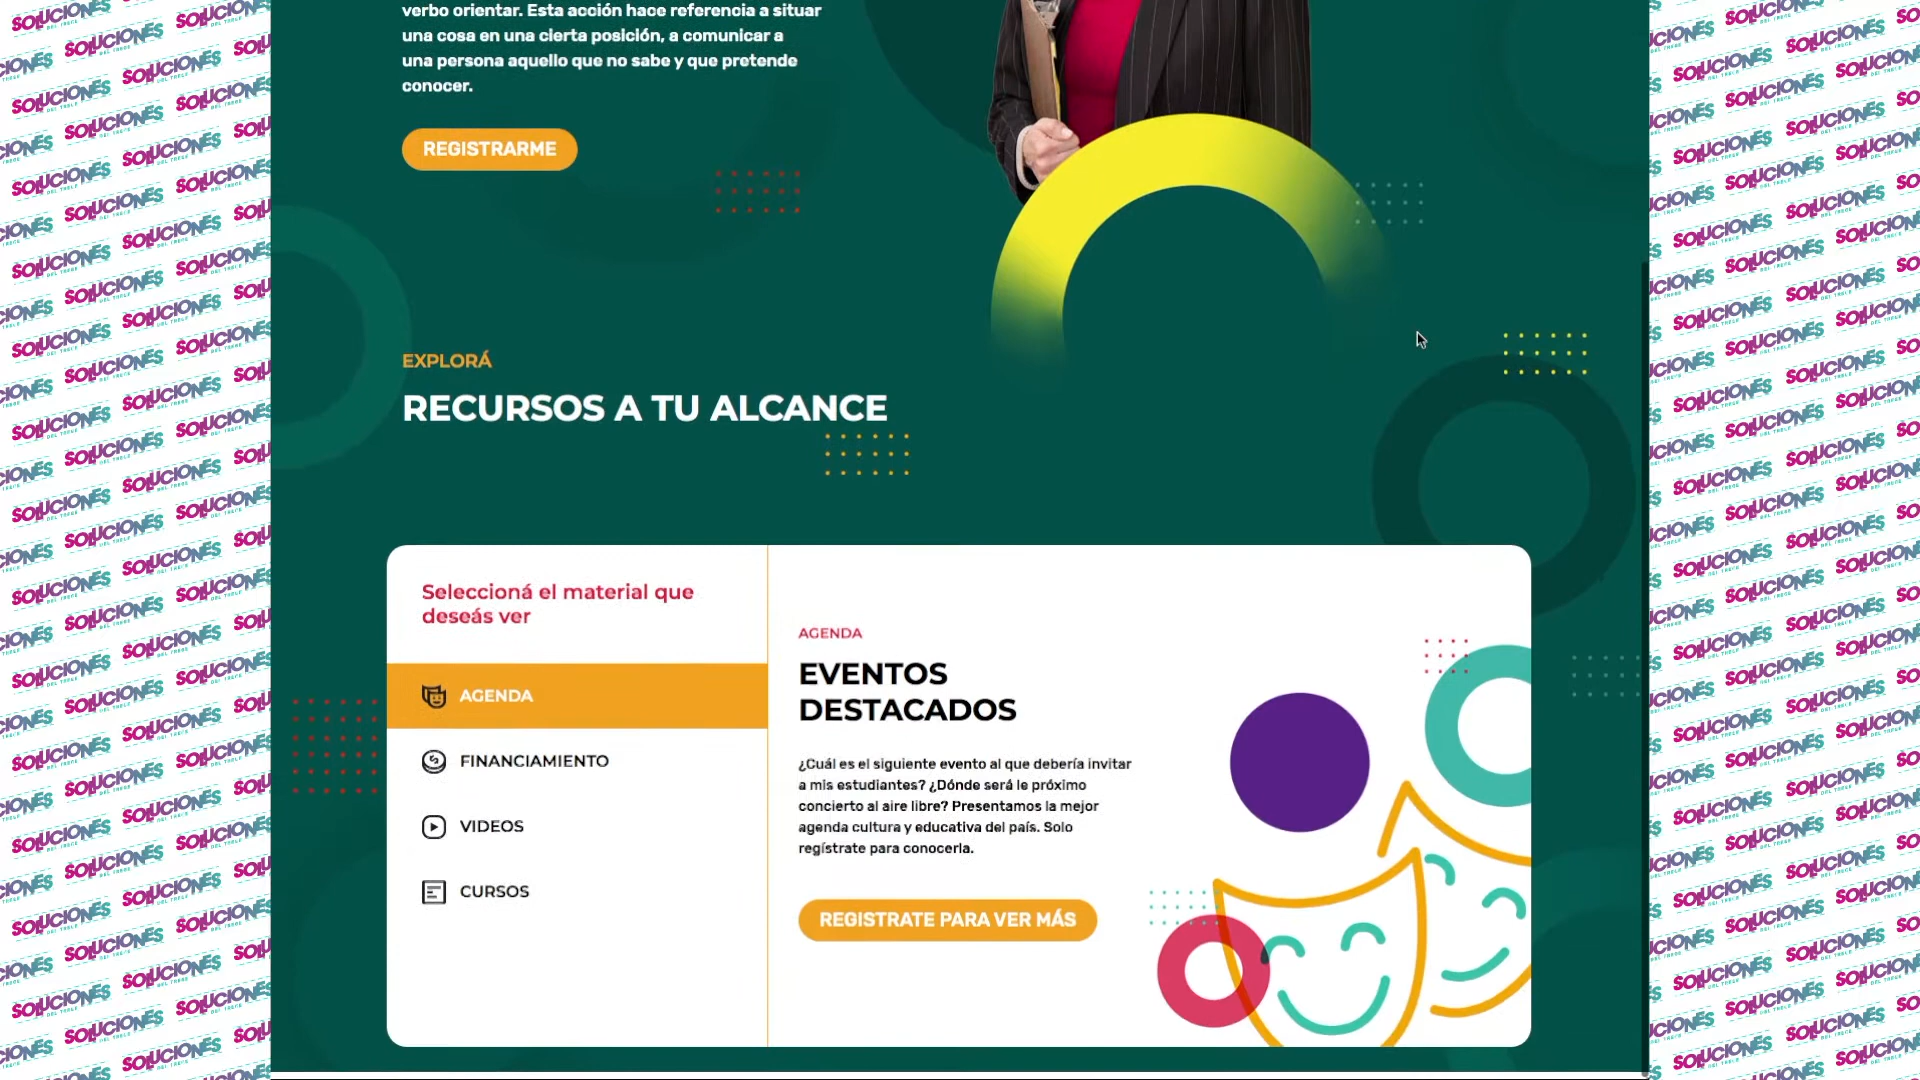 verbo orientar. Esta acción hace referencia a situar
una cosa en una cierta posición, a comunicar a
una persona aquello que no sabe y que pretende
conocer.
REGISTRARME
EXPLORÁ
RECURSOS A TU ALCANCE
Seleccioná el material que
deseás ver
AGENDA
FINANCIAMIENTO
VIDEOS
CURSOS
AGENDA
EVENTOS
DESTACADOS
¿Cuál es el siguiente evento al que debería invitar
a mis estudiantes? ¿Dónde será le próximo
concierto al aire libre? Presentamos la mejor
agenda cultura y educativa del país. Solo
regístrate para conocerla.
REGISTRATE PARA VER MÁS
SOLUCIONES